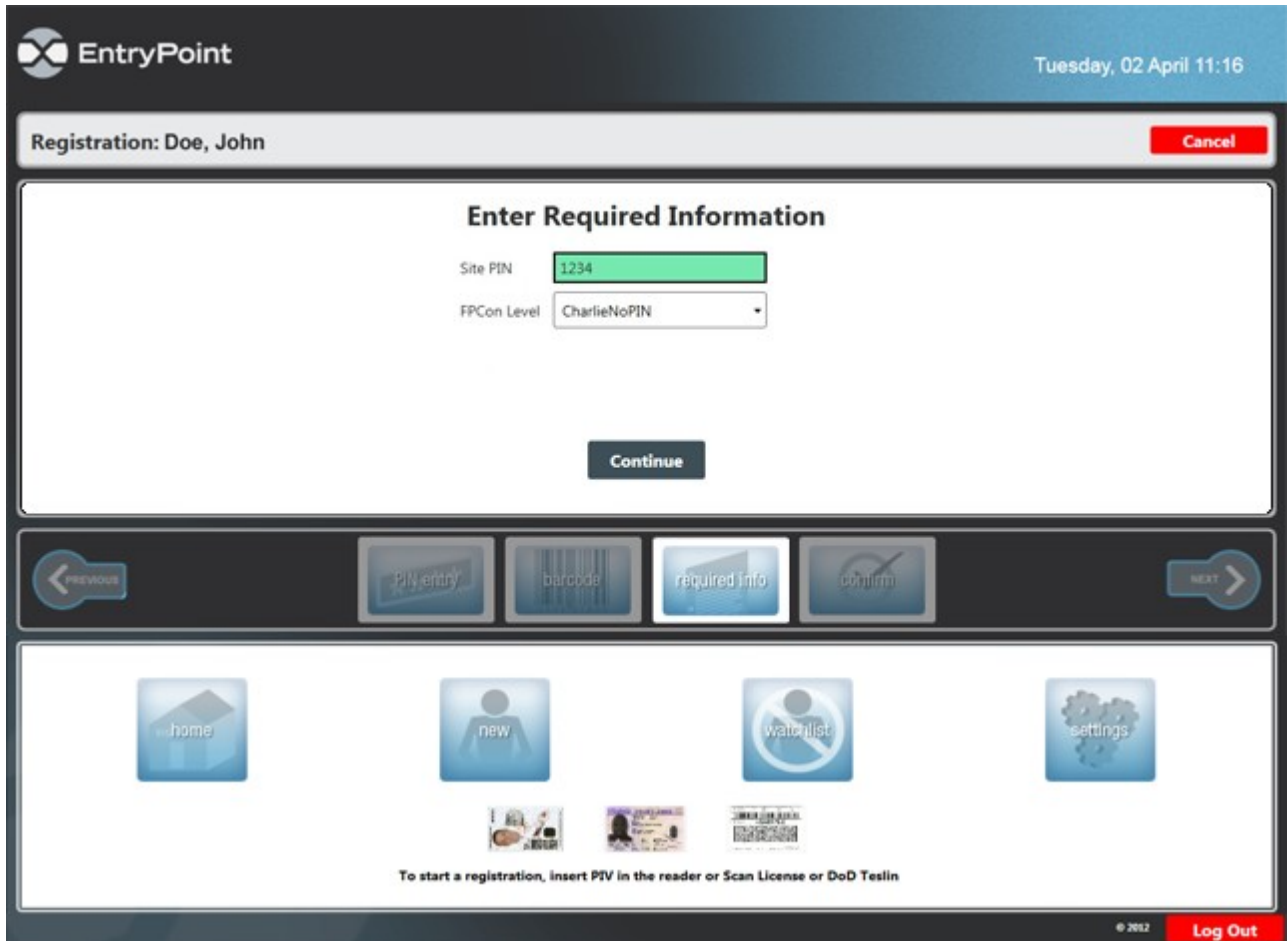 EntryPoint
Tuesday, 02 April 11:16
Registration: Doe, John
Cancel
Enter Required Information
Site PIN
1234
FPCon Level
CharlieNoPIN
Continue
PREVIOUS
PIN entry
barcode
required info
confirm
NEXT
home
new
watchlist
settings
To start a registration, insert PIV in the reader or Scan License or DoD Teslin
© 2012
Log Out